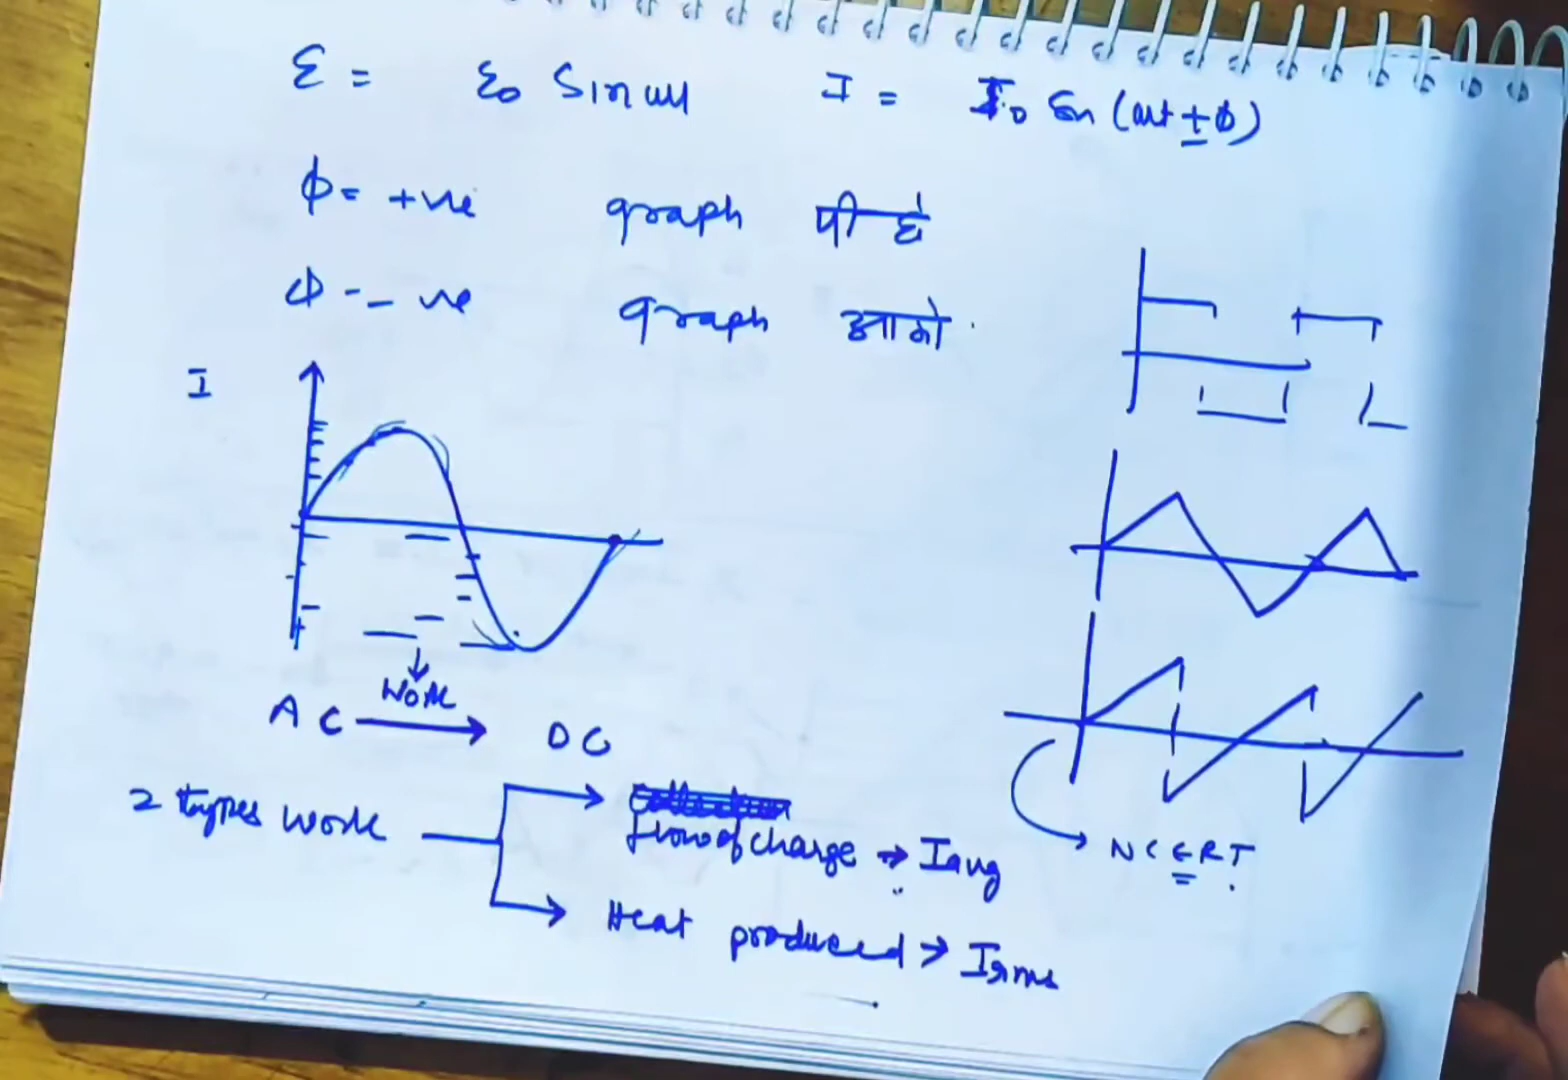 ε = ε₀ Sin ωt I = I₀ Sin (ωt ± ϕ)
ϕ = +ve graph पीछे
ϕ - - ve graph आगे
I
Work
AC → DC
2 types work →
flow of charge → Iavg
Heat produced → Irms
NCERT